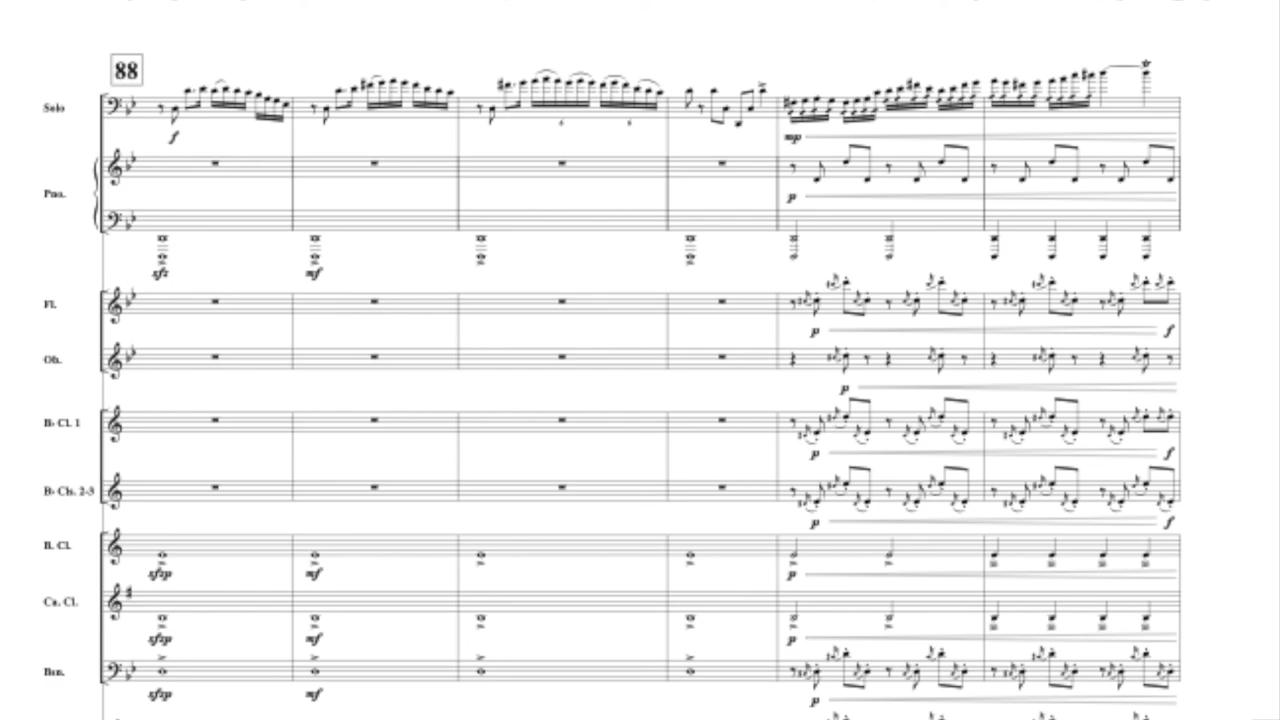 88
Solo
f
mp
Pno.
p
sfz
mf
Fl.
p
f
Ob.
p
B♭ Cl. 1
p
f
B♭ Cls. 2-3
p
f
B. Cl.
sfzp
mf
p
Ca. Cl.
sfzp
mf
p
Bsn.
sfzp
mf
p